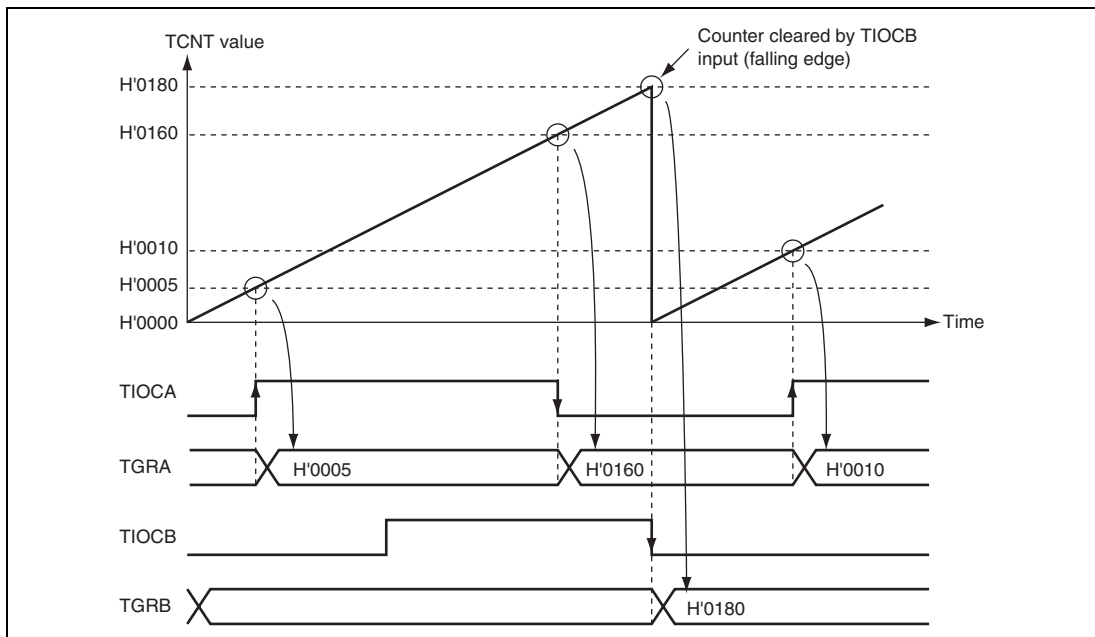 TCNT value
Counter cleared by TIOCB
input (falling edge)
H'0180
H'0160
H'0010
H'0005
H'0000
Time
TIOCA
TGRA
H'0005
H'0160
H'0010
TIOCB
TGRB
H'0180